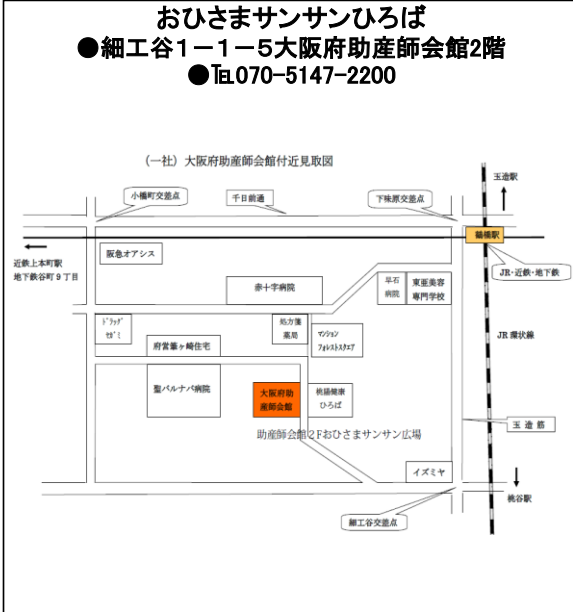 おひさまサンサンひろば
●細工谷1-1-5大阪府助産師会館2階
●℡070-5147-2200
(一社)大阪府助産師会館付近見取図
玉造駅
小橋町交差点
千日前通
下味原交差点
鶴橋駅
近鉄上本町駅
地下鉄谷町9丁目
阪急オアシス
JR・近鉄・地下鉄
赤十字病院
早石
病院
東亜美容
専門学校
ドラッグ
セガミ
処方箋
薬局
マンション
フォレストスクエア
JR 環状線
府営筆ヶ崎住宅
聖バルナバ病院
大阪府助
産師会館
桃陽健康
ひろば
玉造筋
助産師会館2Fおひさまサンサン広場
イズミヤ
桃谷駅
細工谷交差点